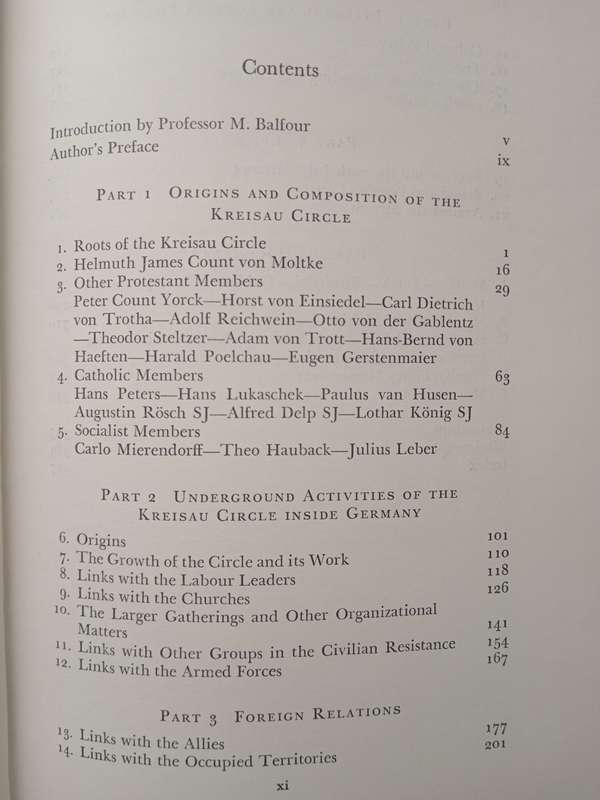 Contents
Introduction by Professor M. Balfour v
Author's Preface ix
Part 1 Origins and Composition of the
Kreisau Circle
1. Roots of the Kreisau Circle 1
2. Helmuth James Count von Moltke 16
3. Other Protestant Members 29
Peter Count Yorck—Horst von Einsiedel—Carl Dietrich
von Trotha—Adolf Reichwein—Otto von der Gablentz
—Theodor Steltzer—Adam von Trott—Hans-Bernd von
Haeften—Harald Poelchau—Eugen Gerstenmaier
4. Catholic Members 63
Hans Peters—Hans Lukaschek—Paulus van Husen—
Augustin Rösch SJ—Alfred Delp SJ—Lothar König SJ
5. Socialist Members 84
Carlo Mierendorff—Theo Hauback—Julius Leber
Part 2 Underground Activities of the
Kreisau Circle inside Germany
6. Origins 101
7. The Growth of the Circle and its Work 110
8. Links with the Labour Leaders 118
9. Links with the Churches 126
10. The Larger Gatherings and Other Organizational
Matters 141
11. Links with Other Groups in the Civilian Resistance 154
12. Links with the Armed Forces 167
Part 3 Foreign Relations
13. Links with the Allies 177
14. Links with the Occupied Territories 201
xi